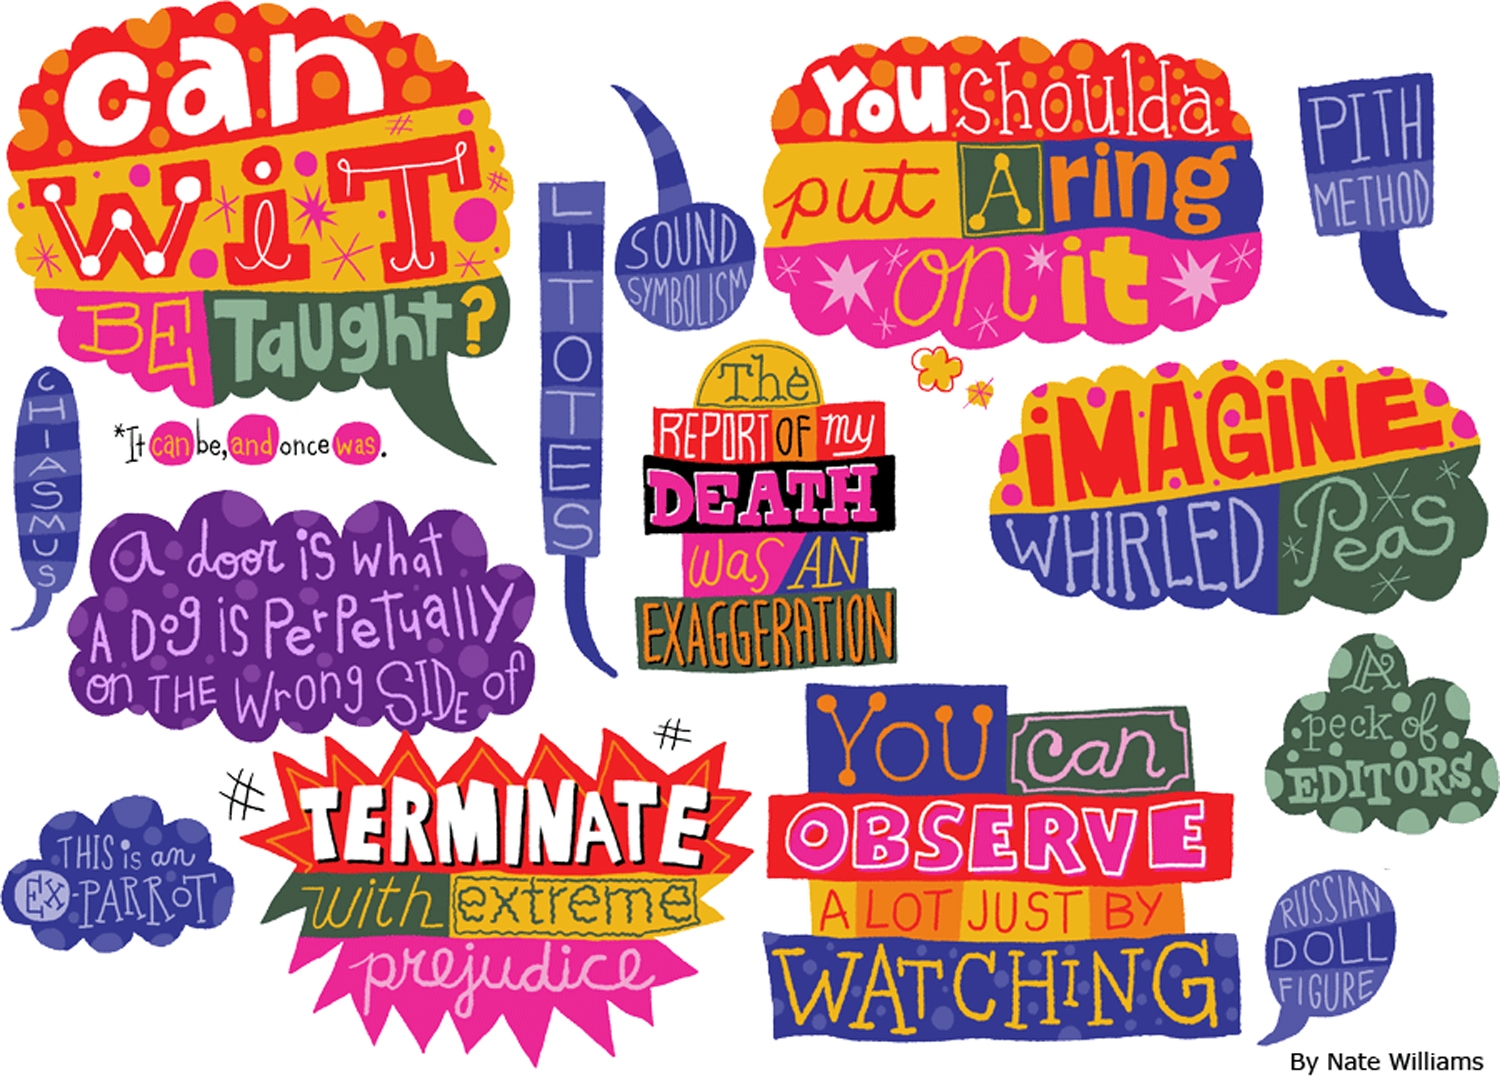 can
WiT
BE Taught?
*It can be, and once was.
CHIASMUS
LITOTES
SOUND
SYMBOLISM
YOU Shoulda
put A ring
on it
PITH
METHOD
The
REPORT OF my
DEATH
WaS AN
EXAGGERATION
iMAGiNE
WHIRLED Peas
A door is what
A Dog is Perpetually
on THE Wrong SIDE of
A
peck of
EDITORS.
THIS is an
EX-PARROT
#
#
TERMINATE
with extreme
prejudice
YOU can
OBSERVE
A LOT JUST BY
WATCHiNG
RUSSIAN
DOLL
FIGURE
By Nate Williams